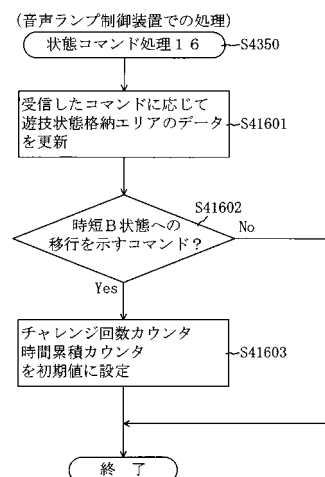 (音声ランプ制御装置での処理)
状態コマンド処理16
S4350
受信したコマンドに応じて
遊技状態格納エリアのデータ
を更新
S41601
S41602
時短B状態への
移行を示すコマンド?
No
Yes
チャレンジ回数カウンタ
時間累積カウンタ
を初期値に設定
S41603
終 了